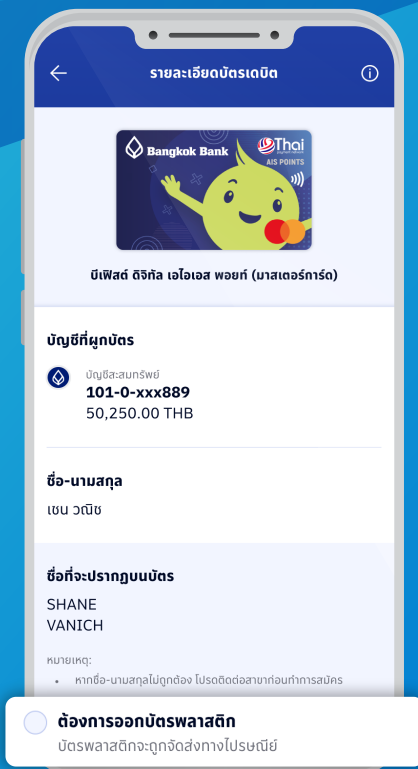 รายละเอียดบัตรเดบิต
Bangkok Bank
Thai
payment network
AIS POINTS
บีเฟิสต์ ดิจิทัล เอไอเอส พอยท์ (มาสเตอร์การ์ด)
บัญชีที่ผูกบัตร
บัญชีสะสมทรัพย์
101-0-xxx889
50,250.00 THB
ชื่อ-นามสกุล
เชน วณิช
ชื่อที่จะปรากฏบนบัตร
SHANE
VANICH
หมายเหตุ:
• หากชื่อ-นามสกุลไม่ถูกต้อง โปรดติดต่อสาขาก่อนทำการสมัคร
ต้องการออกบัตรพลาสติก
บัตรพลาสติกจะถูกจัดส่งทางไปรษณีย์